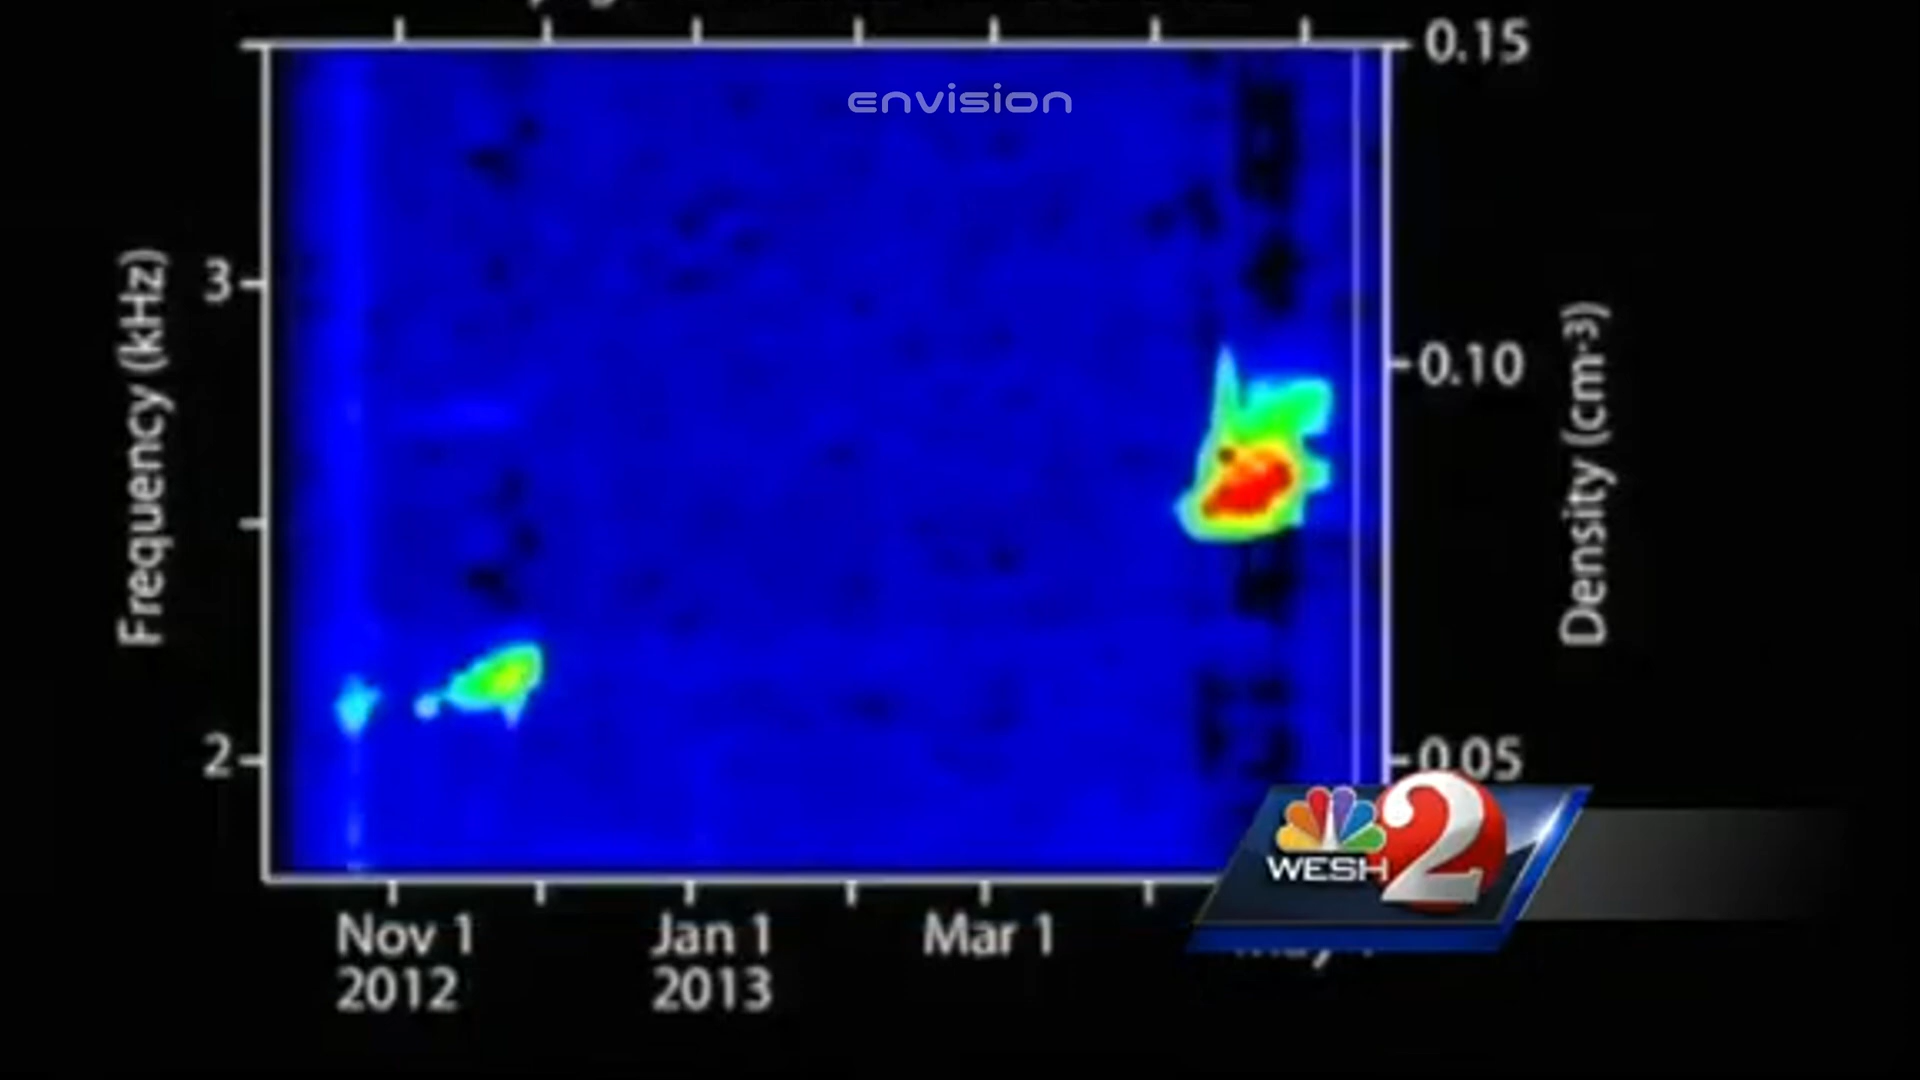 envision
0.15
3
0.10
Frequency (kHz)
Density (cm-3)
2
0.05
WESH 2
Nov 1
2012
Jan 1
2013
Mar 1